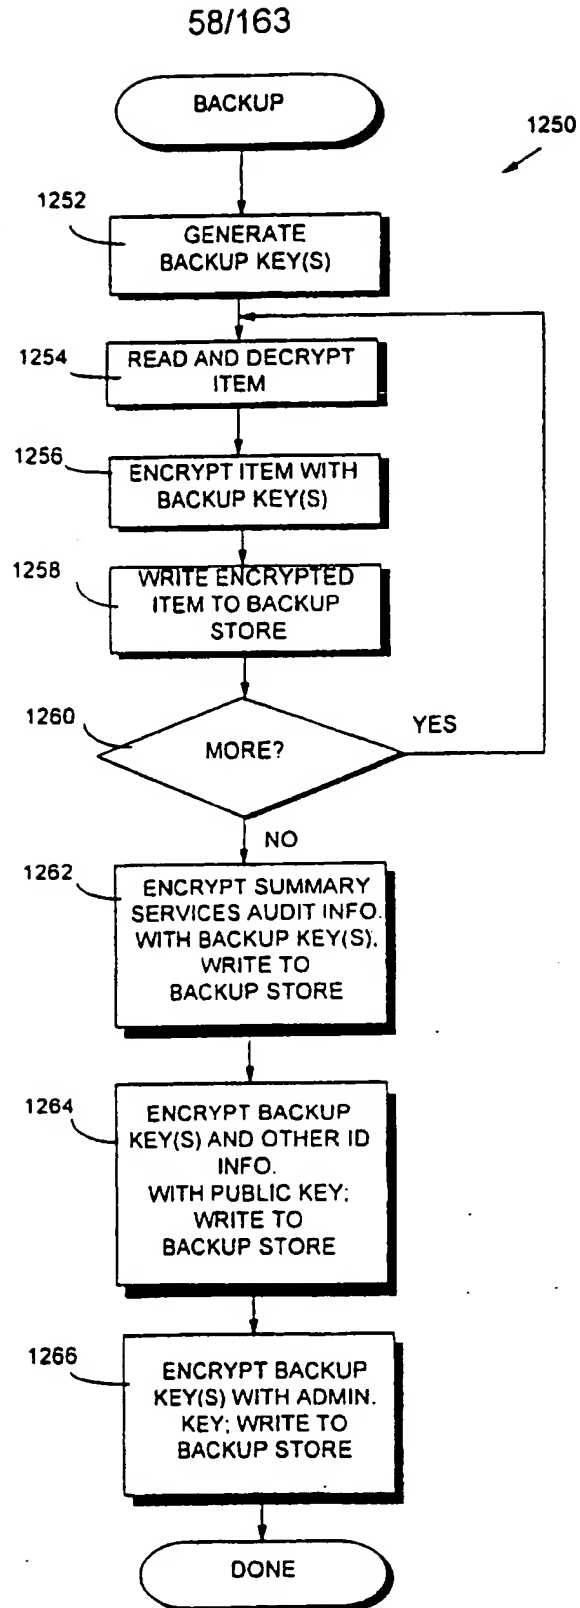 58/163
BACKUP
1250
1252
GENERATE
BACKUP KEY(S)
1254
READ AND DECRYPT
ITEM
1256
ENCRYPT ITEM WITH
BACKUP KEY(S)
1258
WRITE ENCRYPTED
ITEM TO BACKUP
STORE
1260
MORE?
YES
NO
1262
ENCRYPT SUMMARY
SERVICES AUDIT INFO.
WITH BACKUP KEY(S),
WRITE TO
BACKUP STORE
1264
ENCRYPT BACKUP
KEY(S) AND OTHER ID
INFO.
WITH PUBLIC KEY;
WRITE TO
BACKUP STORE
1266
ENCRYPT BACKUP
KEY(S) WITH ADMIN.
KEY; WRITE TO
BACKUP STORE
DONE